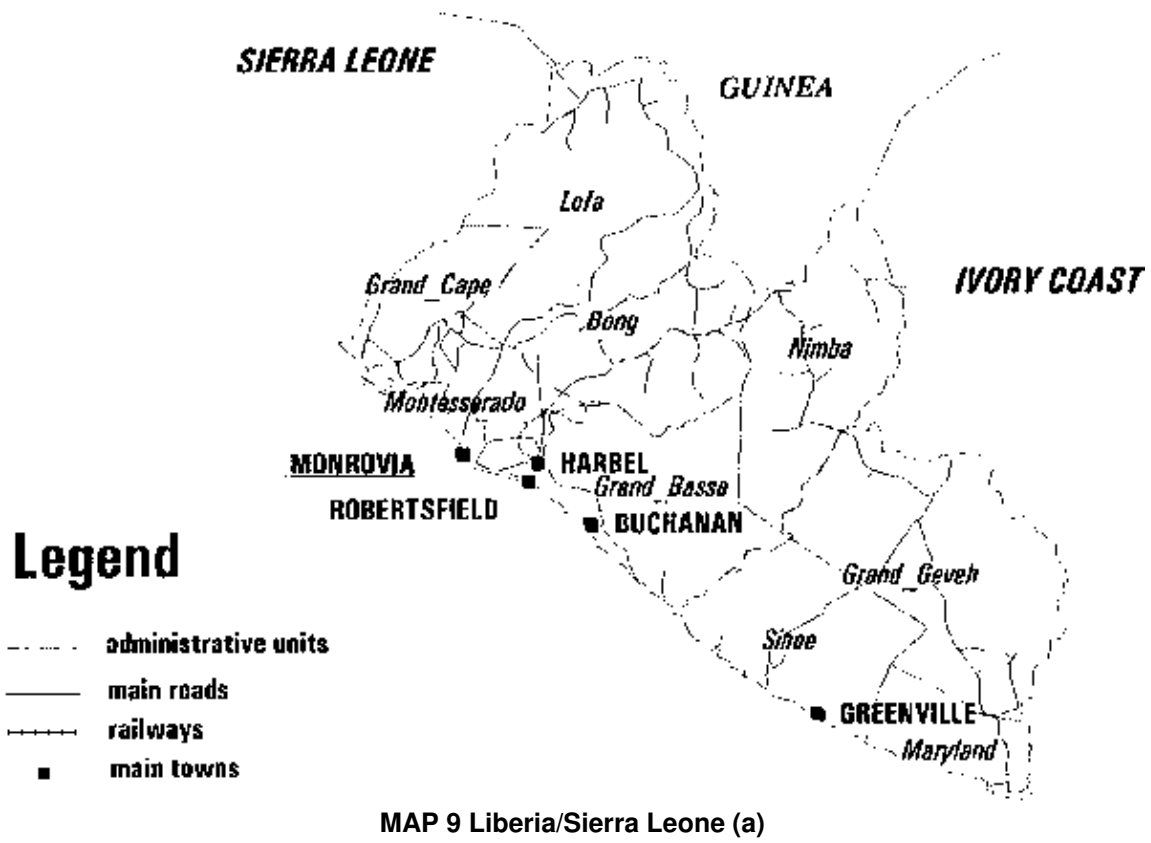 SIERRA LEONE
GUINEA
Lofa
IVORY COAST
Grand_Cape
Bong
Nimba
Montesserado
MONROVIA
HARBEL
Grand_Bassa
ROBERTSFIELD
BUCHANAN
Legend
Grand_Geveh
administrative units
Sinoe
main roads
GREENVILLE
railways
Maryland
main towns
MAP 9 Liberia/Sierra Leone (a)